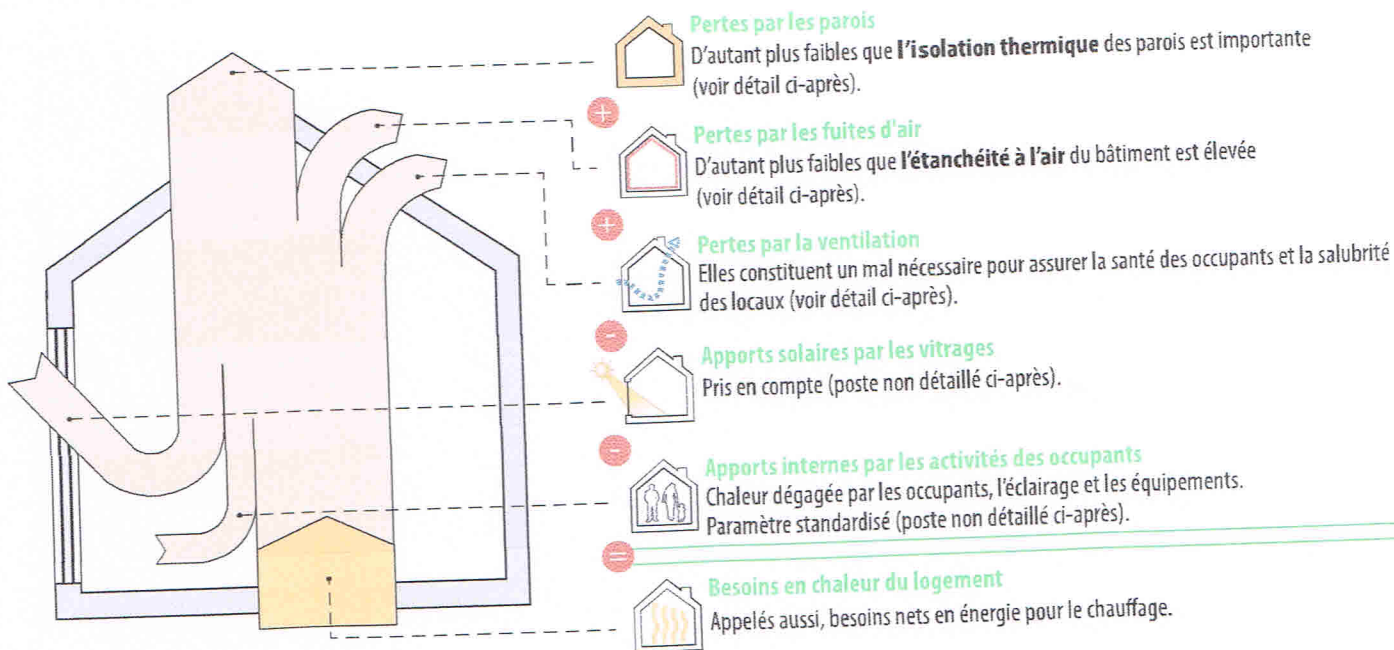 Pertes par les parois
D'autant plus faibles que l'isolation thermique des parois est importante
(voir détail ci-après).
+
Pertes par les fuites d'air
D'autant plus faibles que l'étanchéité à l'air du bâtiment est élevée
(voir détail ci-après).
+
Pertes par la ventilation
Elles constituent un mal nécessaire pour assurer la santé des occupants et la salubrité
des locaux (voir détail ci-après).
-
Apports solaires par les vitrages
Pris en compte (poste non détaillé ci-après).
-
Apports internes par les activités des occupants
Chaleur dégagée par les occupants, l'éclairage et les équipements.
Paramètre standardisé (poste non détaillé ci-après).
=
Besoins en chaleur du logement
Appelés aussi, besoins nets en énergie pour le chauffage.